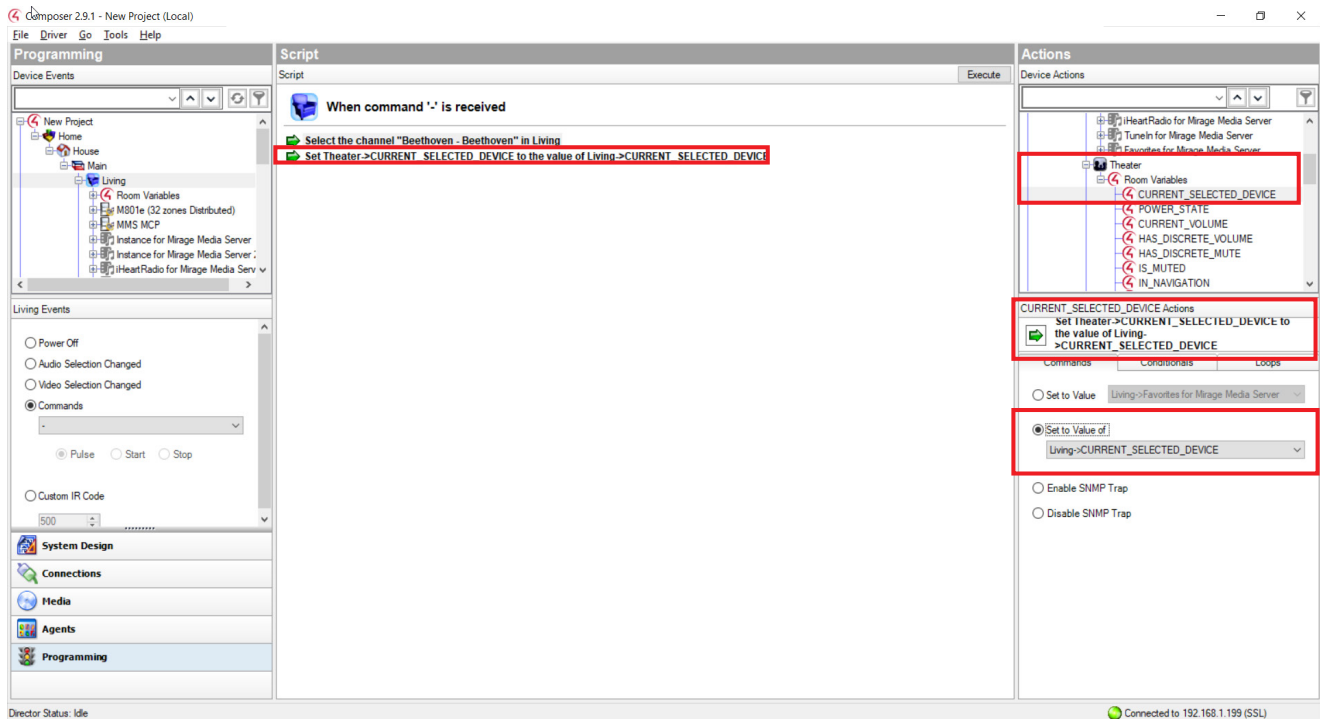 Composer 2.9.1 - New Project (Local)
File Driver Go Tools Help
Programming
Device Events
New Project
Home
House
Main
Living
Room Variables
M801e (32 zones Distributed)
MMS MCP
Instance for Mirage Media Server
Instance for Mirage Media Server 2
iHeartRadio for Mirage Media Serv
Living Events
Power Off
Audio Selection Changed
Video Selection Changed
Commands
-
Pulse Start Stop
Custom IR Code
500
System Design
Connections
Media
Agents
Programming
Director Status: Idle
Script
Script
Execute
When command '-' is received
Select the channel "Beethoven - Beethoven" in Living
Set Theater->CURRENT_SELECTED_DEVICE to the value of Living->CURRENT_SELECTED_DEVICE
Actions
Device Actions
iHeartRadio for Mirage Media Server
TuneIn for Mirage Media Server
Favorites for Mirage Media Server
Theater
Room Variables
CURRENT_SELECTED_DEVICE
POWER_STATE
CURRENT_VOLUME
HAS_DISCRETE_VOLUME
HAS_DISCRETE_MUTE
IS_MUTED
IN_NAVIGATION
CURRENT_SELECTED_DEVICE Actions
Set Theater->CURRENT_SELECTED_DEVICE to
the value of Living-
>CURRENT_SELECTED_DEVICE
Commands Conditionals Loops
Set to Value Living->Favorites for Mirage Media Server
Set to Value of
Living->CURRENT_SELECTED_DEVICE
Enable SNMP Trap
Disable SNMP Trap
Connected to 192.168.1.199 (SSL)